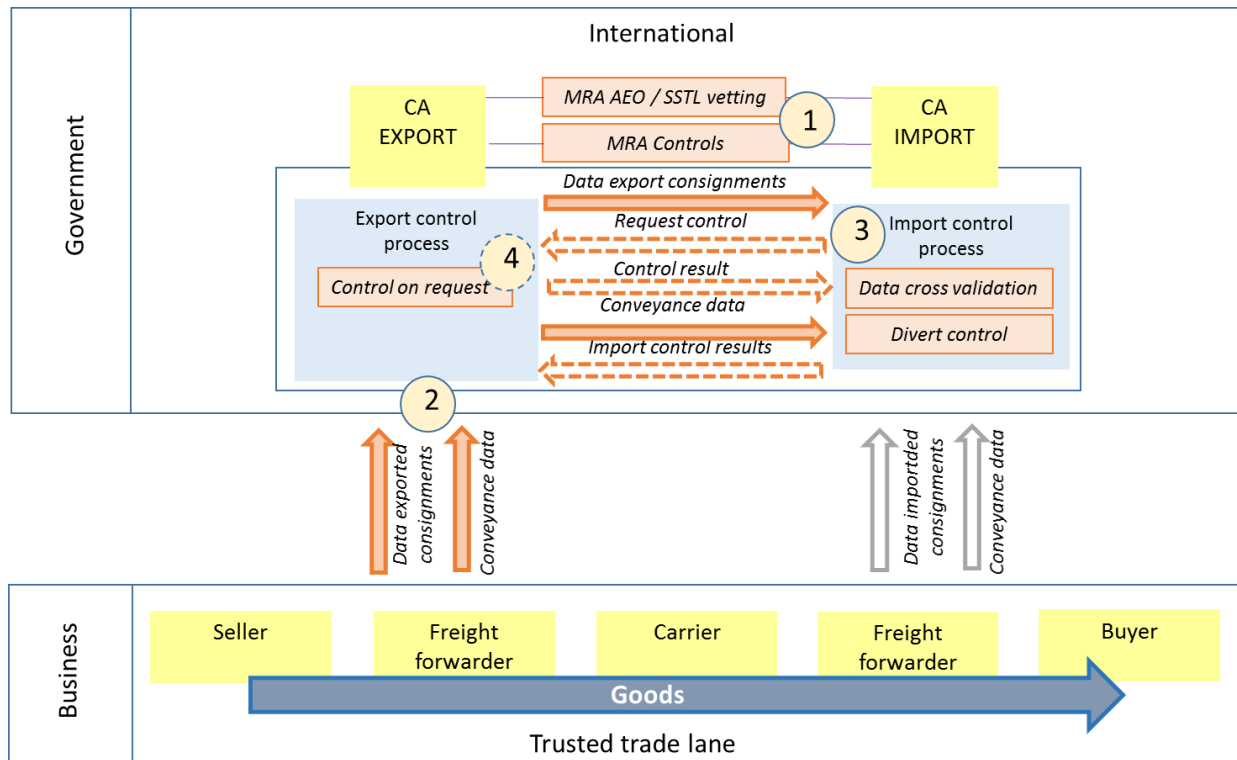 Government
International
CA
EXPORT
MRA AEO / SSTL vetting
MRA Controls
1
CA
IMPORT
Data export consignments
Export control
process
Request control
3
Import control
process
4
Control on request
Control result
Data cross validation
Conveyance data
Divert control
Import control results
2
Data exported
consignments
Conveyance data
Data importded
consignments
Conveyance data
Business
Seller
Freight
forwarder
Carrier
Freight
forwarder
Buyer
Goods
Trusted trade lane